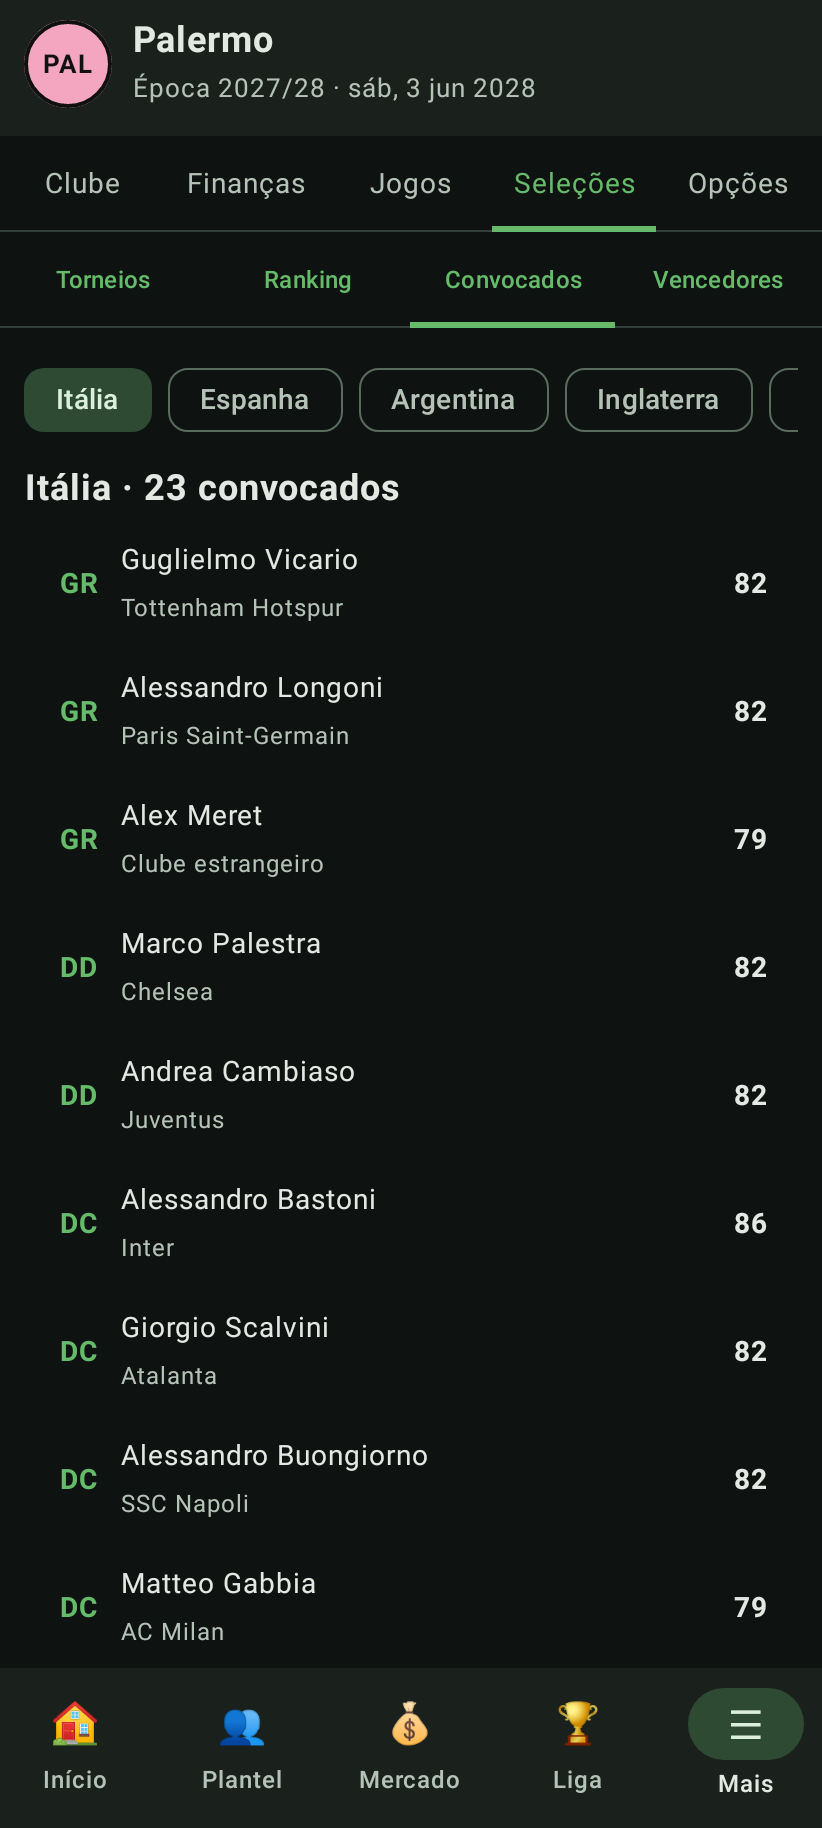 PAL
Palermo
Época 2027/28 · sáb, 3 jun 2028
Clube Finanças Jogos Seleções Opções
Torneios Ranking Convocados Vencedores
Itália Espanha Argentina Inglaterra
Itália · 23 convocados
GR Guglielmo Vicario 82
Tottenham Hotspur
GR Alessandro Longoni 82
Paris Saint-Germain
GR Alex Meret 79
Clube estrangeiro
DD Marco Palestra 82
Chelsea
DD Andrea Cambiaso 82
Juventus
DC Alessandro Bastoni 86
Inter
DC Giorgio Scalvini 82
Atalanta
DC Alessandro Buongiorno 82
SSC Napoli
DC Matteo Gabbia 79
AC Milan
Início Plantel Mercado Liga Mais